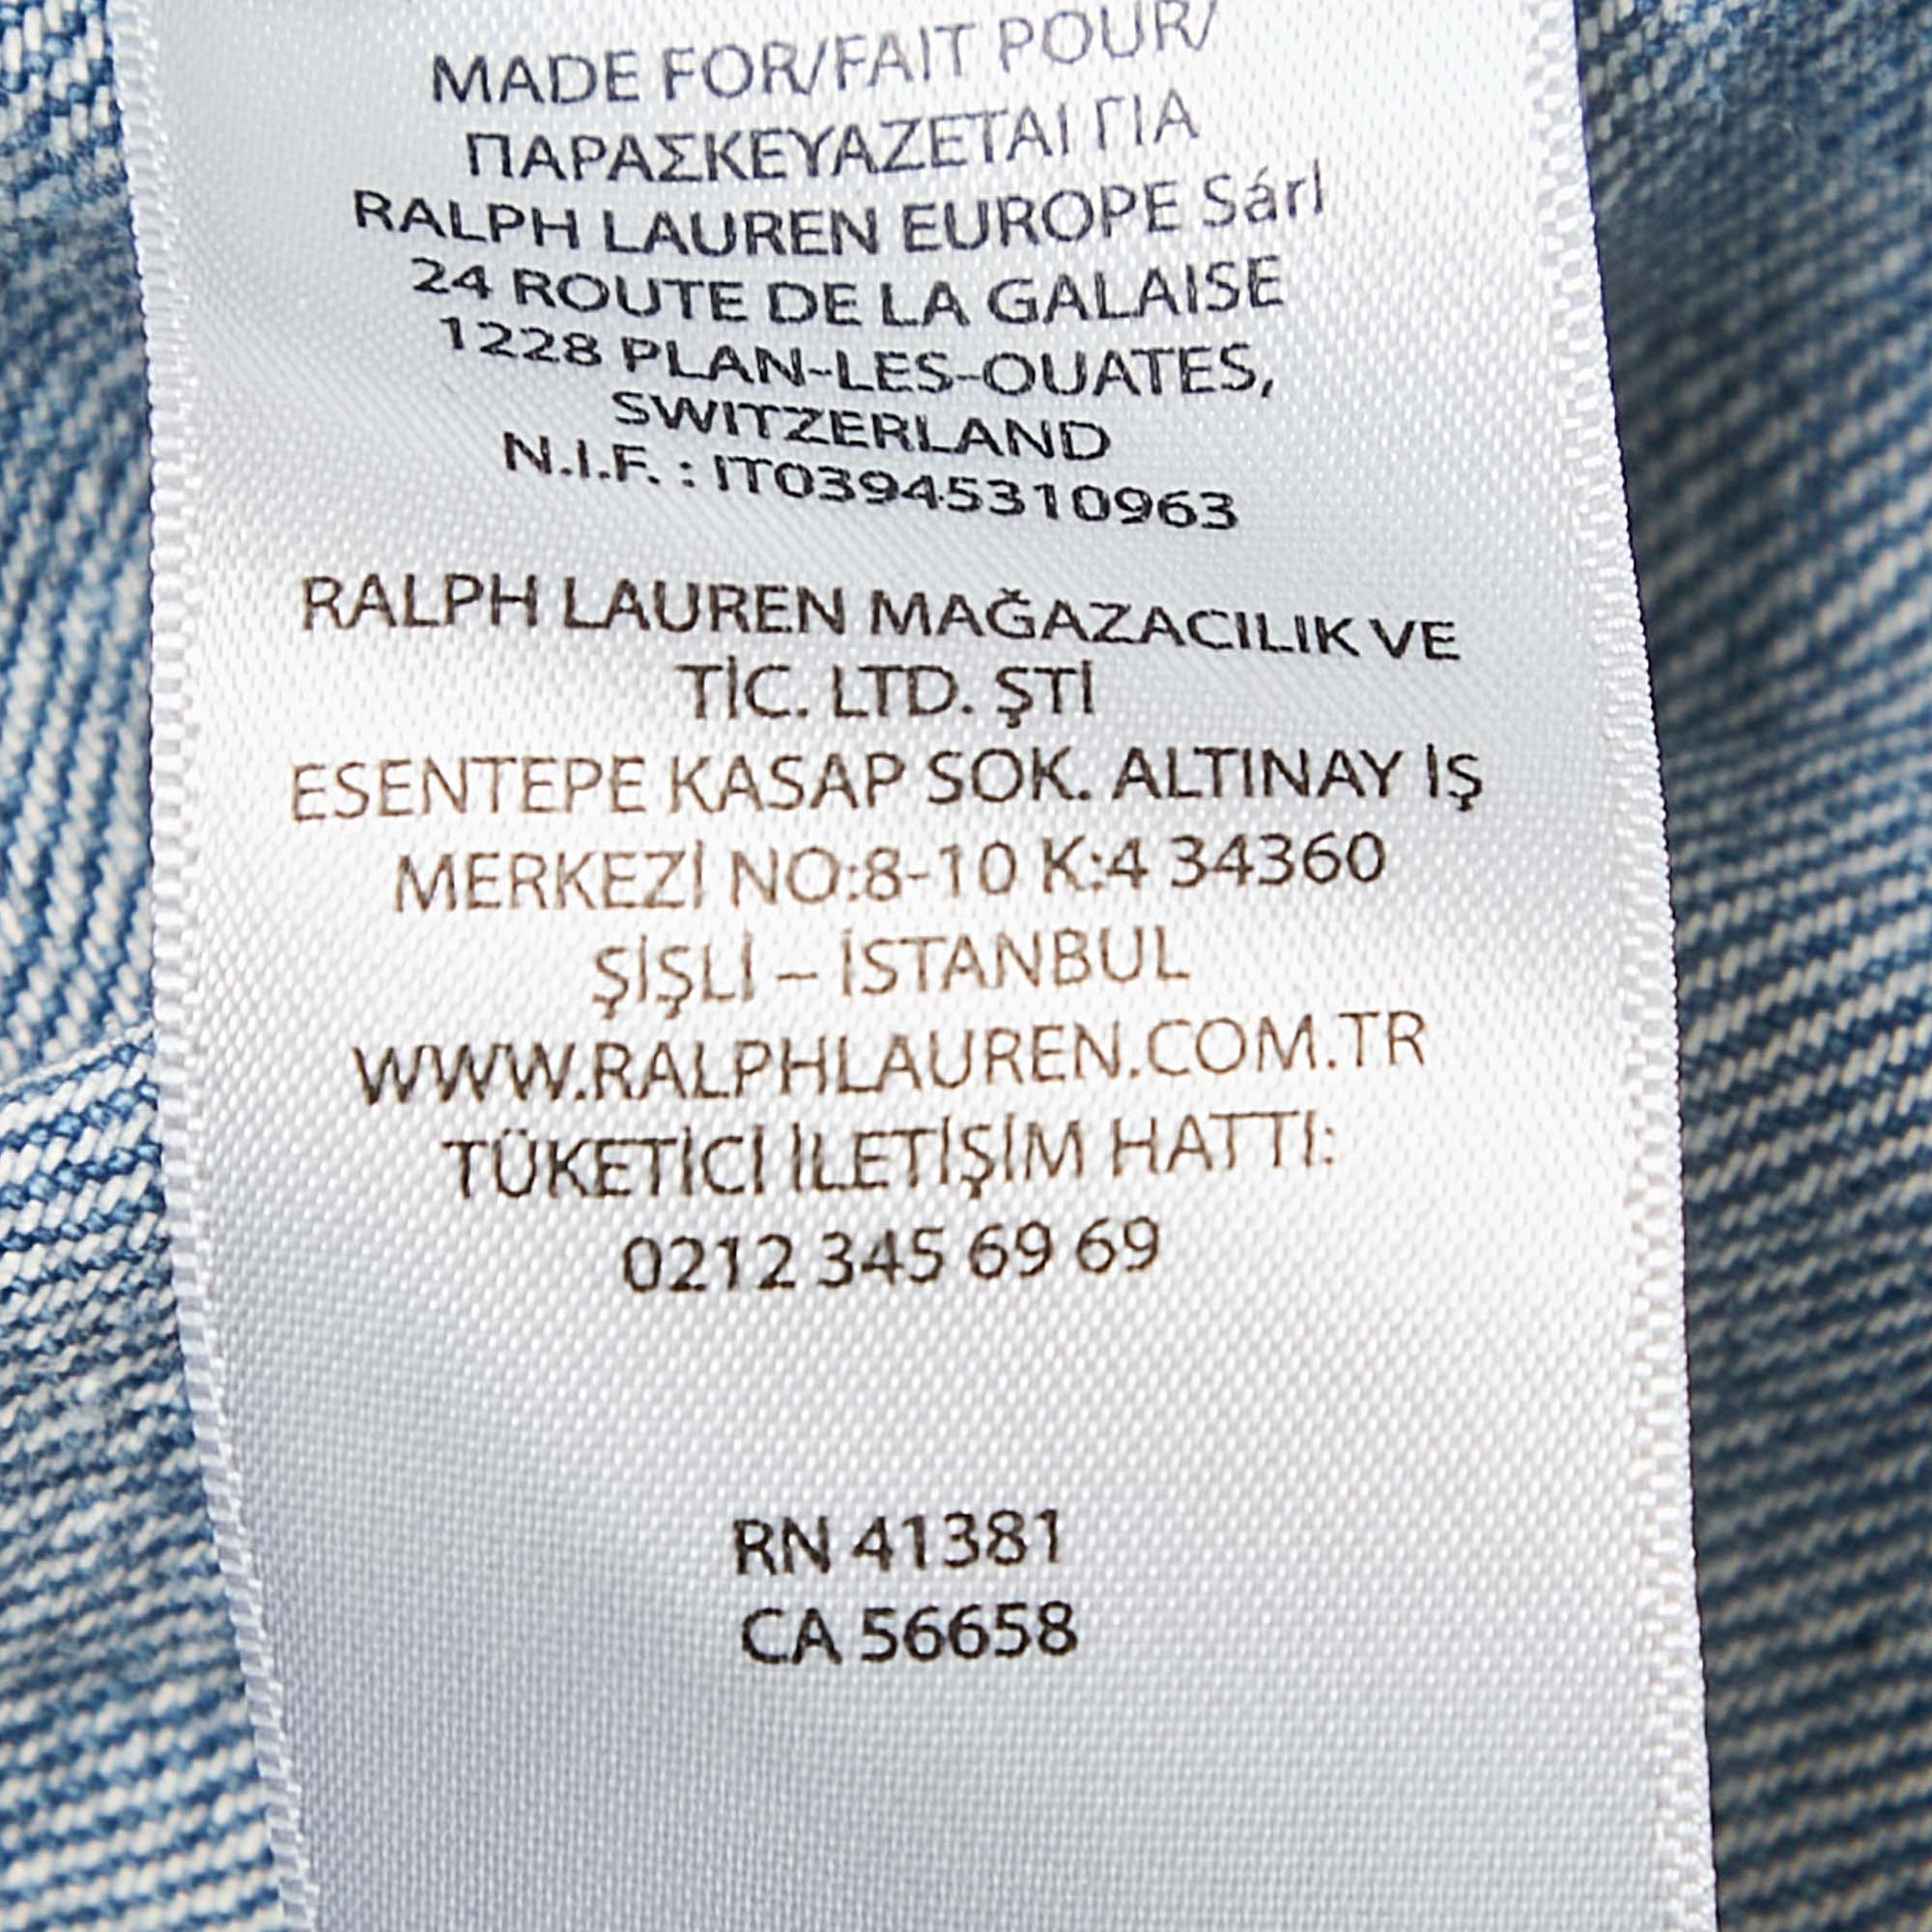 MADE FOR/FAIT POUR/
ΠΑΡΑΣΚΕΥΑΖΕΤΑΙ ΓΙΑ
RALPH LAUREN EUROPE Sárl
24 ROUTE DE LA GALAISE
1228 PLAN-LES-OUATES,
SWITZERLAND
N.I.F. : IT03945310963
RALPH LAUREN MAĞAZACILIK VE
TİC. LTD. ŞTİ
ESENTEPE KASAP SOK. ALTINAY İŞ
MERKEZİ NO:8-10 K:4 34360
ŞİŞLİ – İSTANBUL
WWW.RALPHLAUREN.COM.TR
TÜKETİCİ İLETİŞİM HATTI:
0212 345 69 69
RN 41381
CA 56658